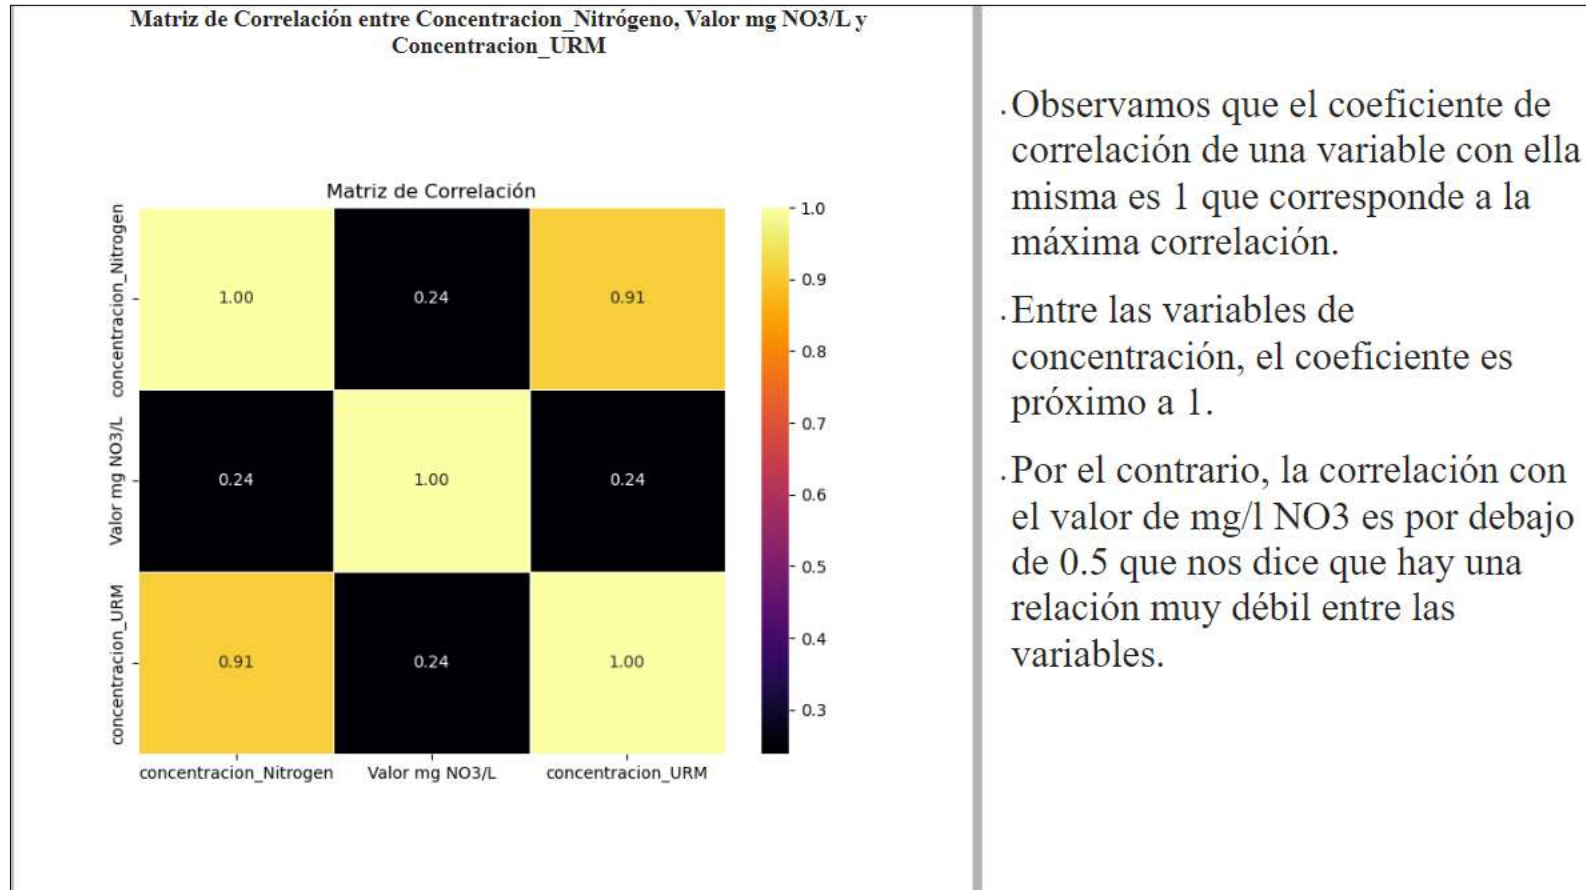 Matriz de Correlación entre Concentracion_Nitrógeno, Valor mg NO3/L y
Concentracion_URM
Matriz de Correlación
concentracion_Nitrogen
Valor mg NO3/L
concentracion_URM
1.00 0.24 0.91
0.24 1.00 0.24
0.91 0.24 1.00
concentracion_Nitrogen Valor mg NO3/L concentracion_URM
1.0
0.9
0.8
0.7
0.6
0.5
0.4
0.3
.Observamos que el coeficiente de
correlación de una variable con ella
misma es 1 que corresponde a la
máxima correlación.
.Entre las variables de
concentración, el coeficiente es
próximo a 1.
.Por el contrario, la correlación con
el valor de mg/l NO3 es por debajo
de 0.5 que nos dice que hay una
relación muy débil entre las
variables.